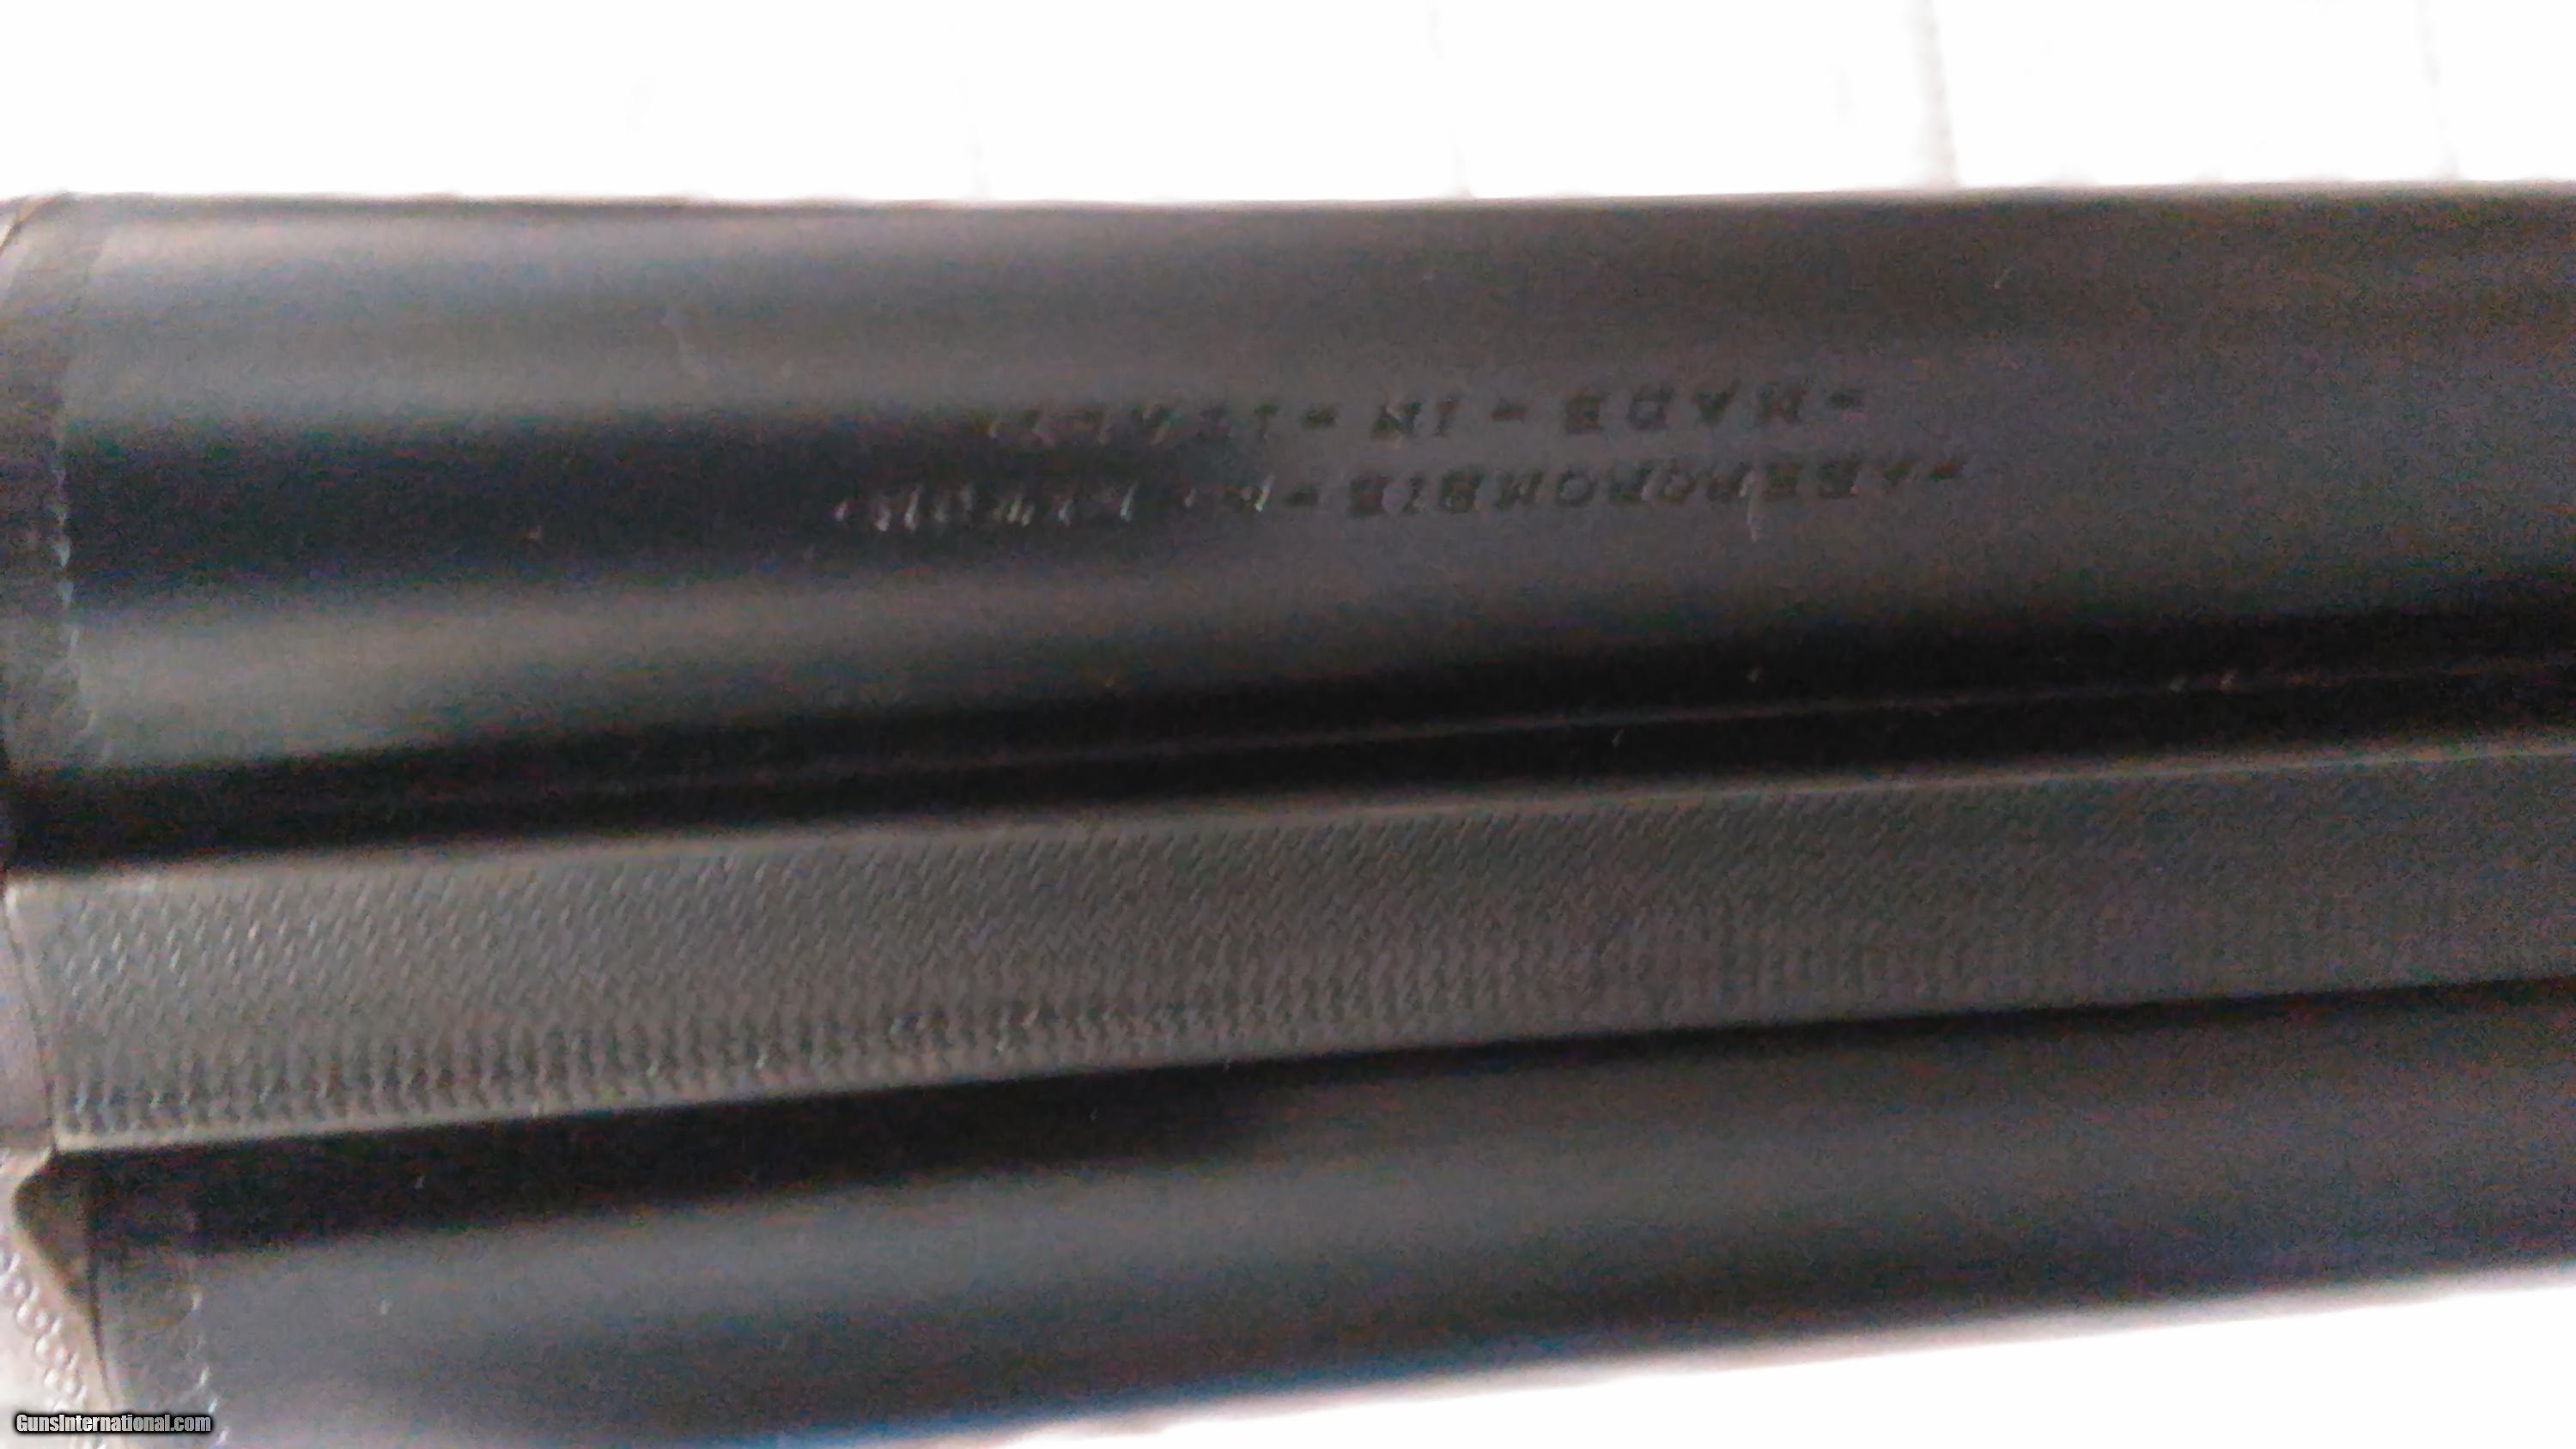 -ABERCROMBIE-
-MADE-IN-ITALY-
GunsInternational.com